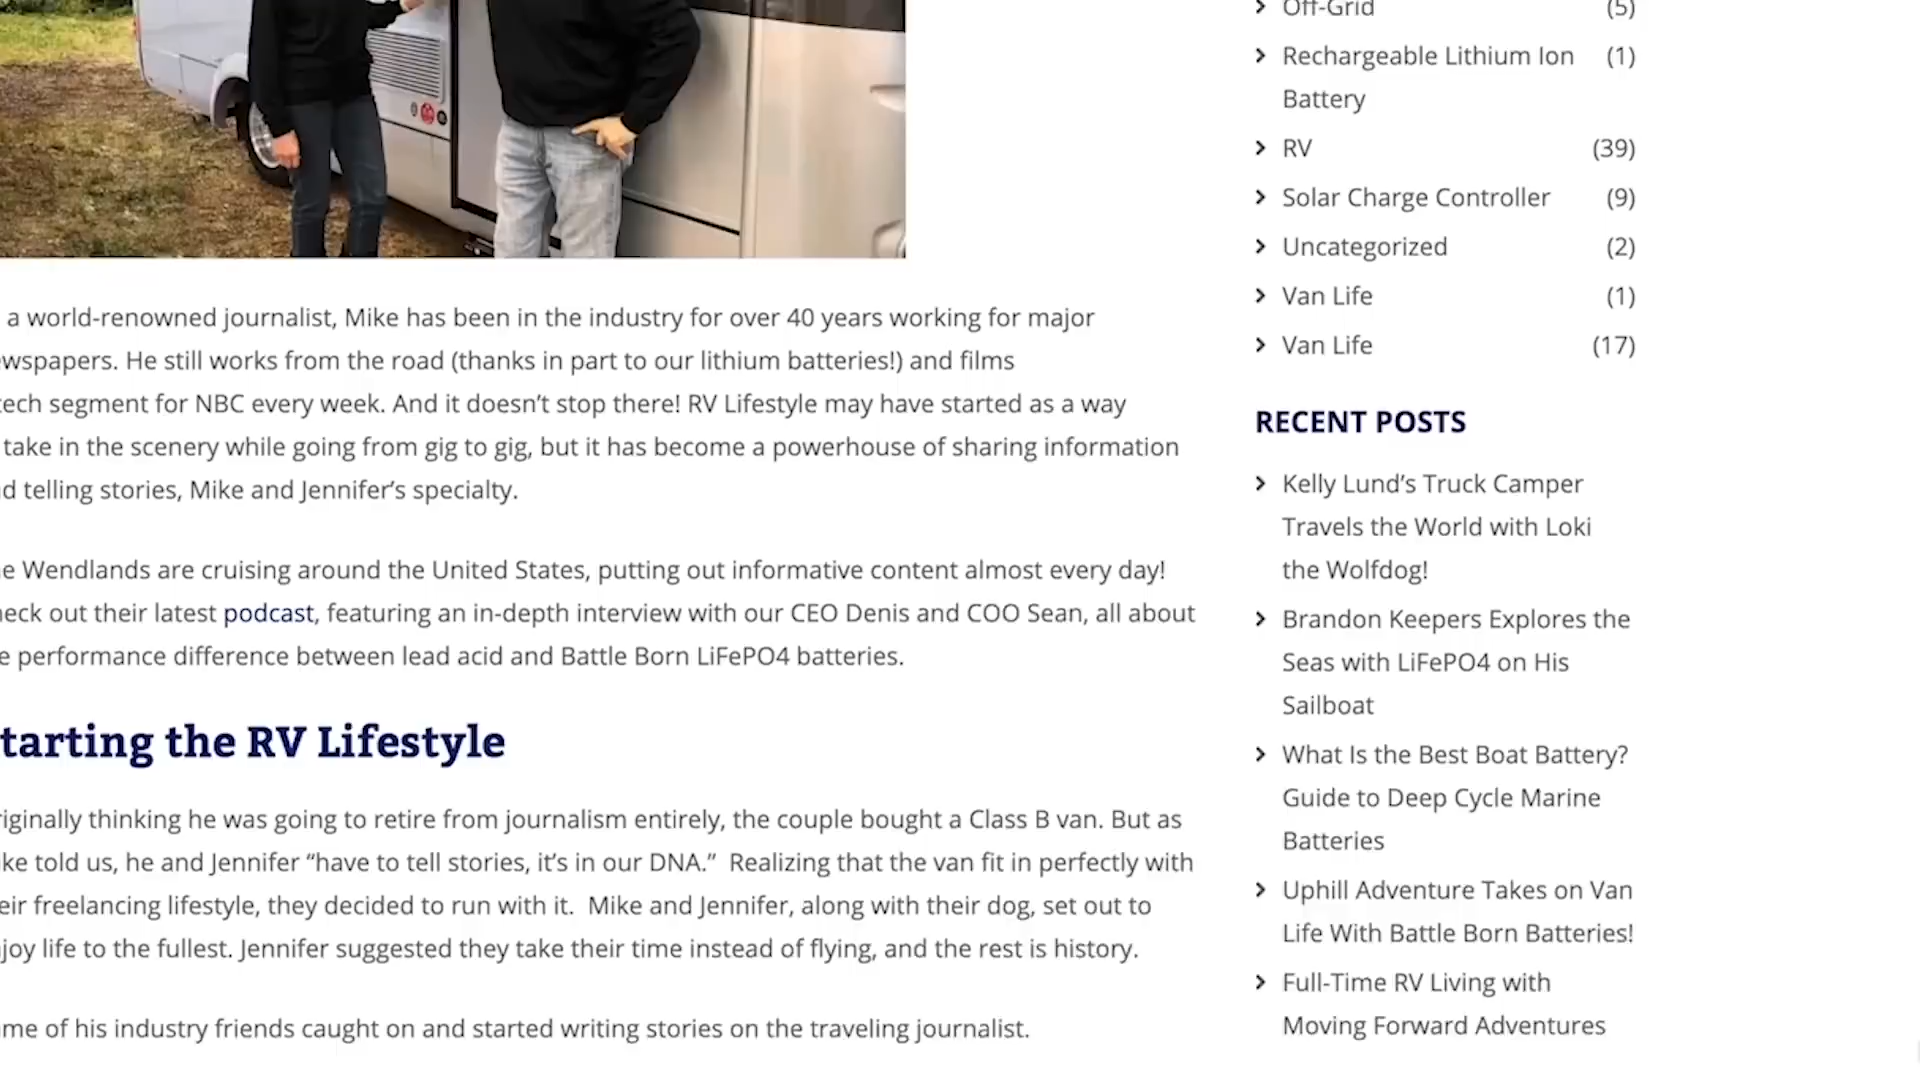 a world-renowned journalist, Mike has been in the industry for over 40 years working for major
wspapers. He still works from the road (thanks in part to our lithium batteries!) and films
tech segment for NBC every week. And it doesn’t stop there! RV Lifestyle may have started as a way
take in the scenery while going from gig to gig, but it has become a powerhouse of sharing information
d telling stories, Mike and Jennifer’s specialty.
e Wendlands are cruising around the United States, putting out informative content almost every day!
eck out their latest podcast, featuring an in-depth interview with our CEO Denis and COO Sean, all about
e performance difference between lead acid and Battle Born LiFePO4 batteries.
tarting the RV Lifestyle
riginally thinking he was going to retire from journalism entirely, the couple bought a Class B van. But as
ke told us, he and Jennifer “have to tell stories, it’s in our DNA.” Realizing that the van fit in perfectly with
eir freelancing lifestyle, they decided to run with it. Mike and Jennifer, along with their dog, set out to
joy life to the fullest. Jennifer suggested they take their time instead of flying, and the rest is history.
me of his industry friends caught on and started writing stories on the traveling journalist.
Off-Grid (5)
Rechargeable Lithium Ion (1)
Battery
RV (39)
Solar Charge Controller (9)
Uncategorized (2)
Van Life (1)
Van Life (17)
RECENT POSTS
Kelly Lund’s Truck Camper
Travels the World with Loki
the Wolfdog!
Brandon Keepers Explores the
Seas with LiFePO4 on His
Sailboat
What Is the Best Boat Battery?
Guide to Deep Cycle Marine
Batteries
Uphill Adventure Takes on Van
Life With Battle Born Batteries!
Full-Time RV Living with
Moving Forward Adventures